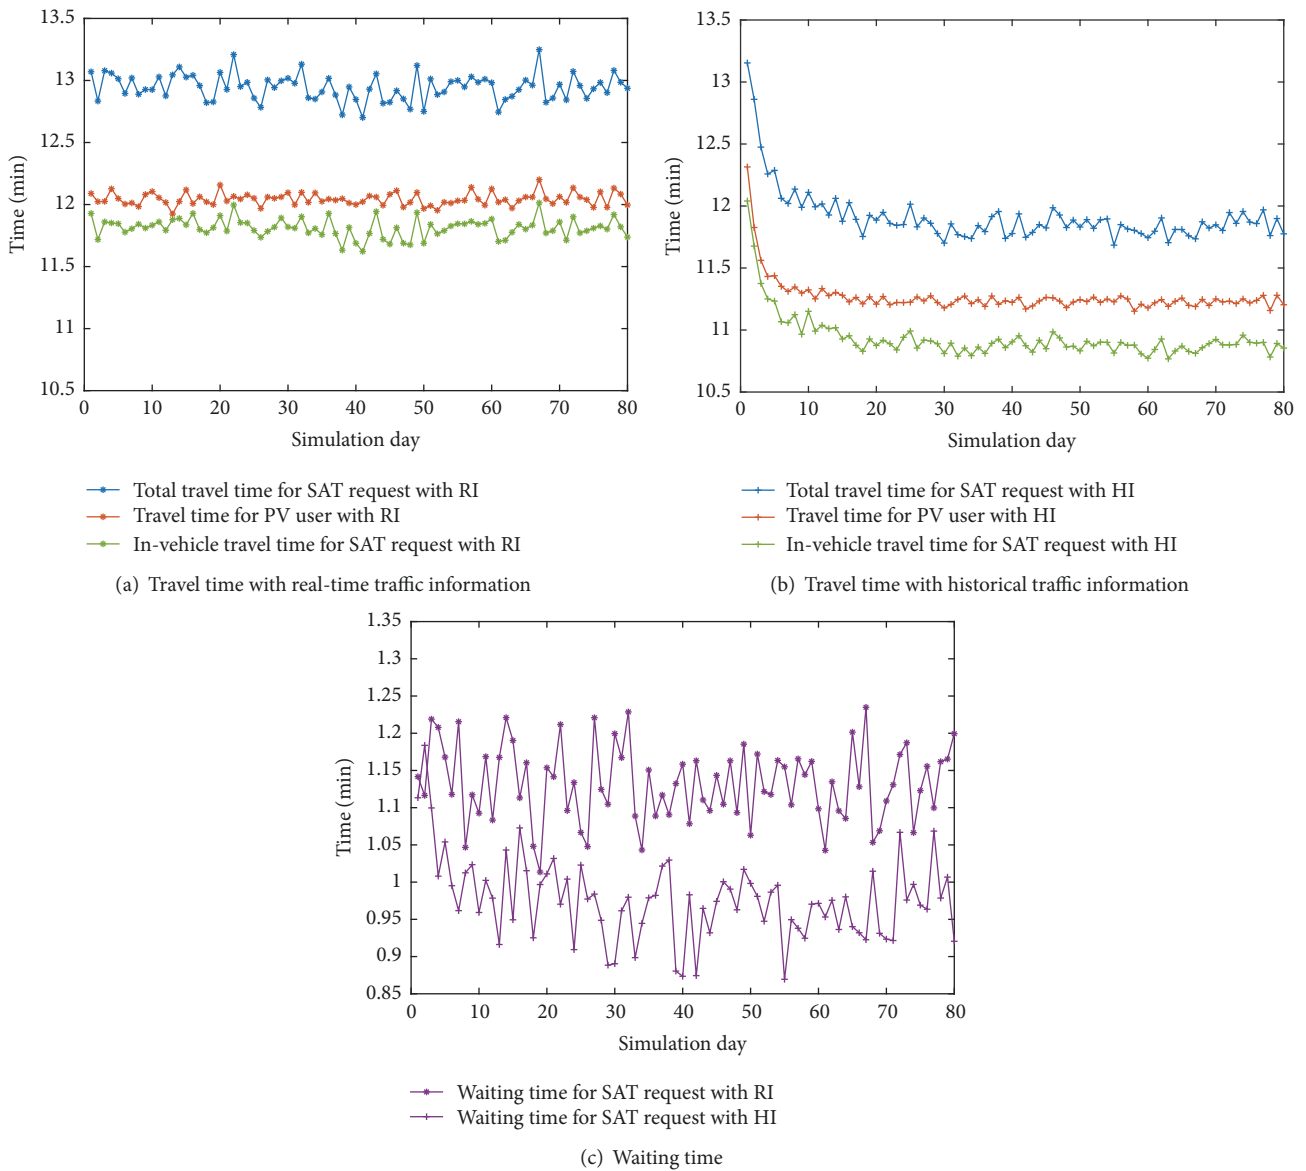 13.5
13
12.5
12
11.5
11
10.5
Time (min)
0 10 20 30 40 50 60 70 80
Simulation day
Total travel time for SAT request with RI
Travel time for PV user with RI
In-vehicle travel time for SAT request with RI
(a) Travel time with real-time traffic information
13.5
13
12.5
12
11.5
11
10.5
Time (min)
0 10 20 30 40 50 60 70 80
Simulation day
Total travel time for SAT request with HI
Travel time for PV user with HI
In-vehicle travel time for SAT request with HI
(b) Travel time with historical traffic information
1.35
1.3
1.25
1.2
1.15
1.1
1.05
1
0.95
0.9
0.85
Time (min)
0 10 20 30 40 50 60 70 80
Simulation day
Waiting time for SAT request with RI
Waiting time for SAT request with HI
(c) Waiting time